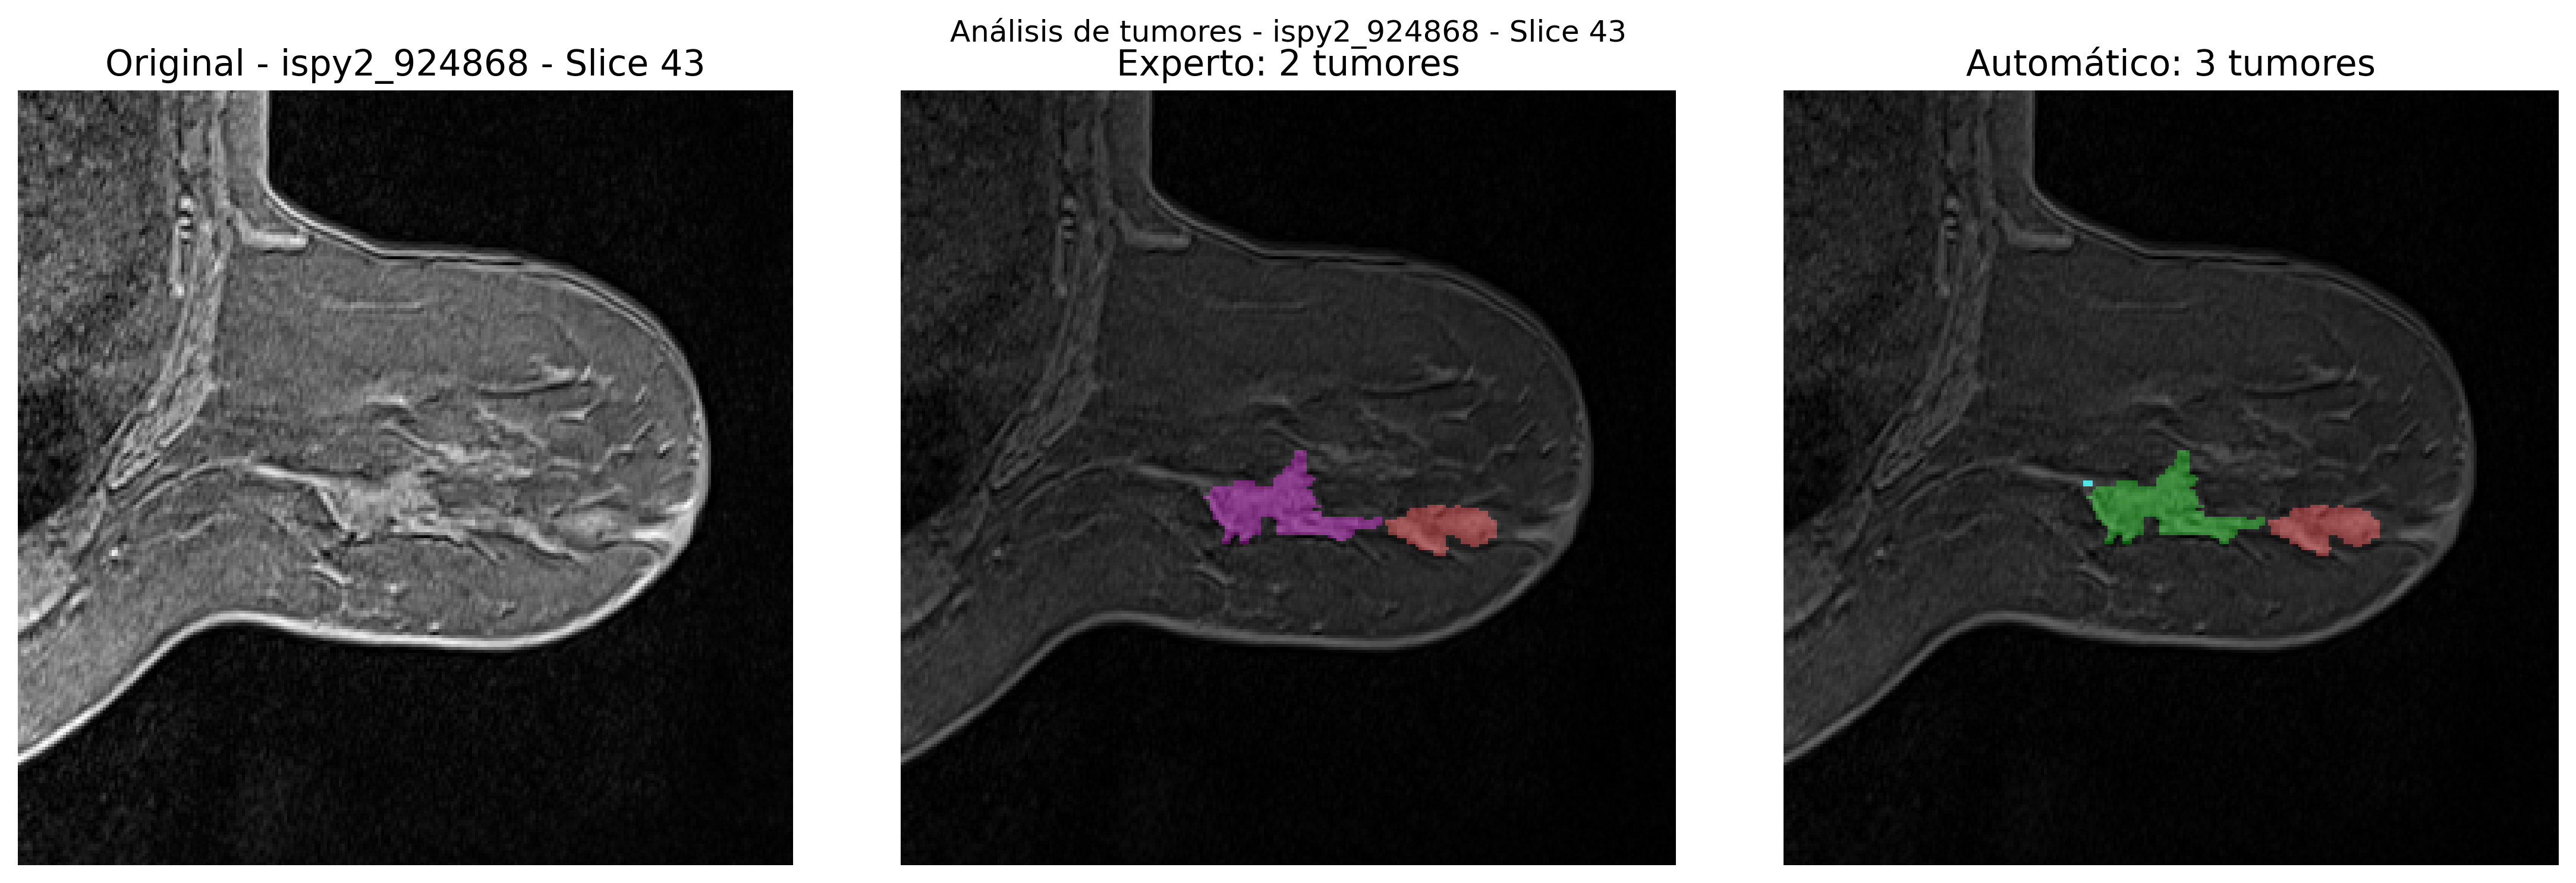 Análisis de tumores - ispy2_924868 - Slice 43
Original - ispy2_924868 - Slice 43
Experto: 2 tumores
Automático: 3 tumores